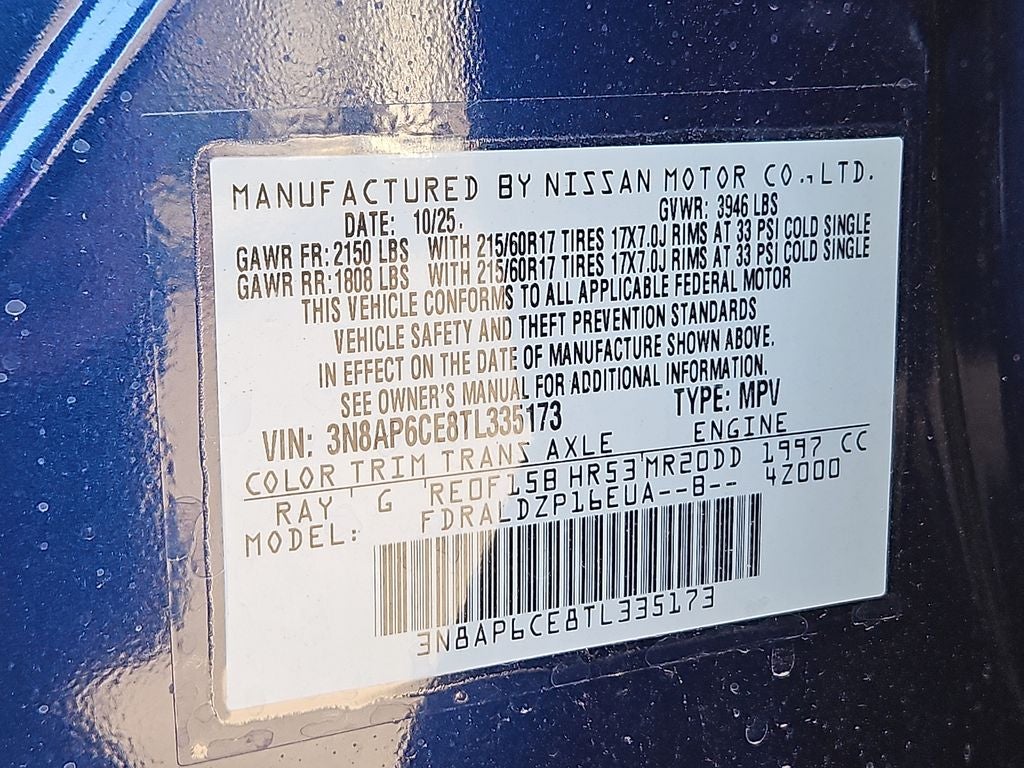 MANUFACTURED BY NISSAN MOTOR CO.,LTD.
DATE: 10/25. GVWR: 3946 LBS
GAWR FR: 2150 LBS WITH 215/60R17 TIRES 17X7.0J RIMS AT 33 PSI COLD SINGLE
GAWR RR: 1808 LBS WITH 215/60R17 TIRES 17X7.0J RIMS AT 33 PSI COLD SINGLE
THIS VEHICLE CONFORMS TO ALL APPLICABLE FEDERAL MOTOR
VEHICLE SAFETY AND THEFT PREVENTION STANDARDS
IN EFFECT ON THE DATE OF MANUFACTURE SHOWN ABOVE.
SEE OWNER'S MANUAL FOR ADDITIONAL INFORMATION.
VIN: 3N8AP6CE8TL335173 TYPE: MPV
COLOR TRIM TRANS AXLE ENGINE
RAY G RE0F15B HR53 MR20DD 1997 CC
MODEL: FDRALDZP16EUA--B-- 4Z000
3N8AP6CE8TL335173